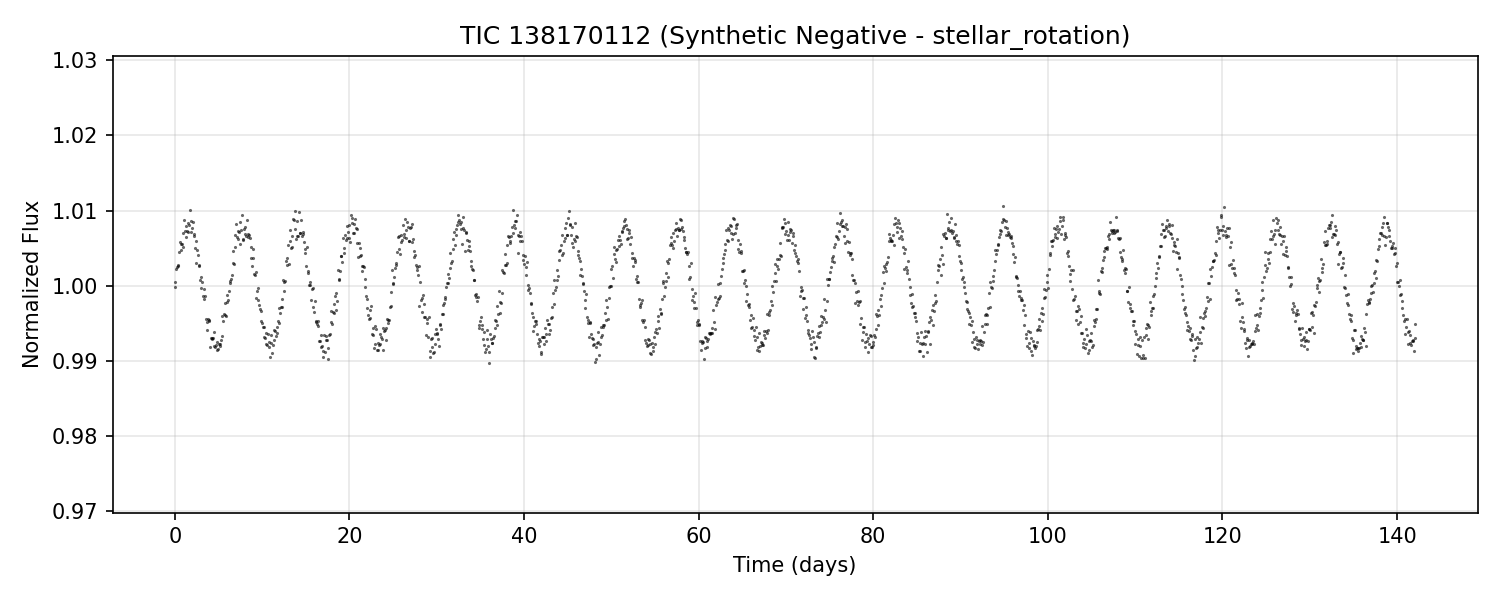 TIC 138170112 (Synthetic Negative - stellar_rotation)
Normalized Flux
1.03
1.02
1.01
1.00
0.99
0.98
0.97
0 20 40 60 80 100 120 140
Time (days)